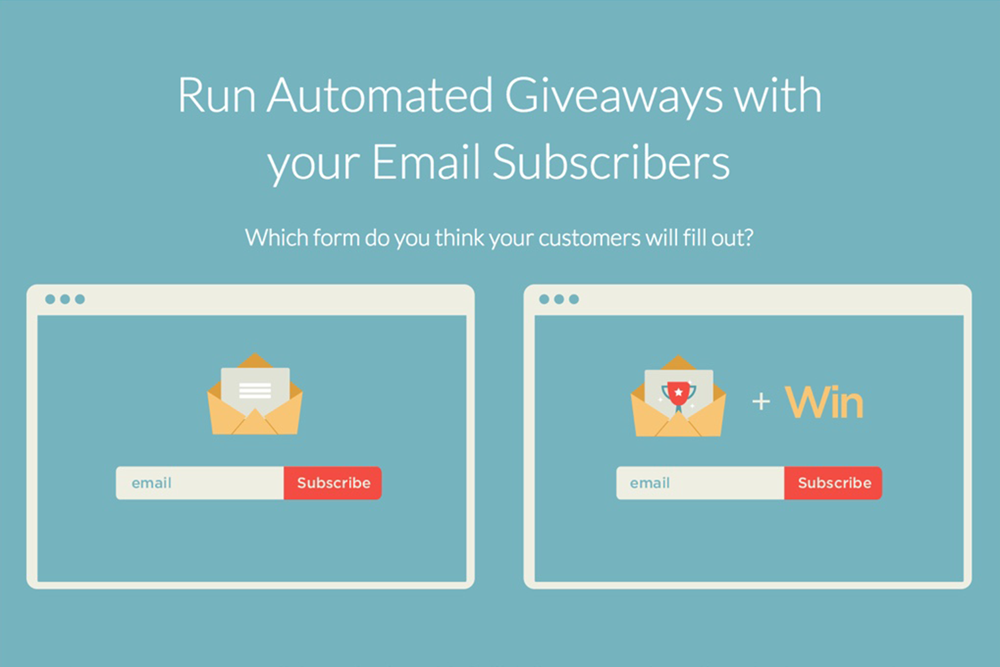 Run Automated Giveaways with
your Email Subscribers
Which form do you think your customers will fill out?
+ Win
email Subscribe
email Subscribe